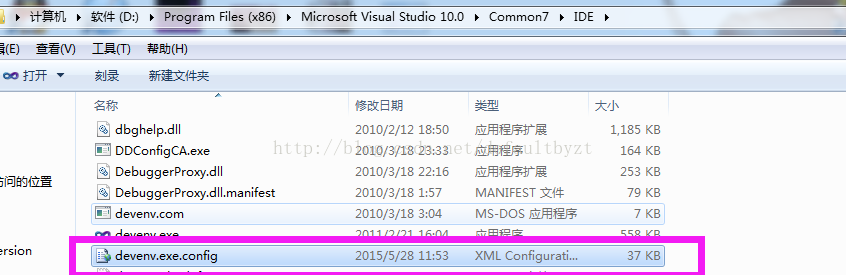 计算机 软件 (D:) Program Files (x86) Microsoft Visual Studio 10.0 Common7 IDE
(E) 查看(V) 工具(T) 帮助(H)
打开 刻录 新建文件夹
名称 修改日期 类型 大小
dbghelp.dll 2010/2/12 18:50 应用程序扩展 1,185 KB
DDConfigCA.exe 2010/3/18 23:33 应用程序 164 KB
DebuggerProxy.dll 2010/3/18 22:16 应用程序扩展 253 KB
DebuggerProxy.dll.manifest 2010/3/18 1:57 MANIFEST 文件 79 KB
访问的位置
devenv.com 2010/3/18 3:04 MS-DOS 应用程序 7 KB
devenv.exe 2011/2/21 16:04 应用程序 558 KB
ersion
devenv.exe.config 2015/5/28 11:53 XML Configurati... 37 KB